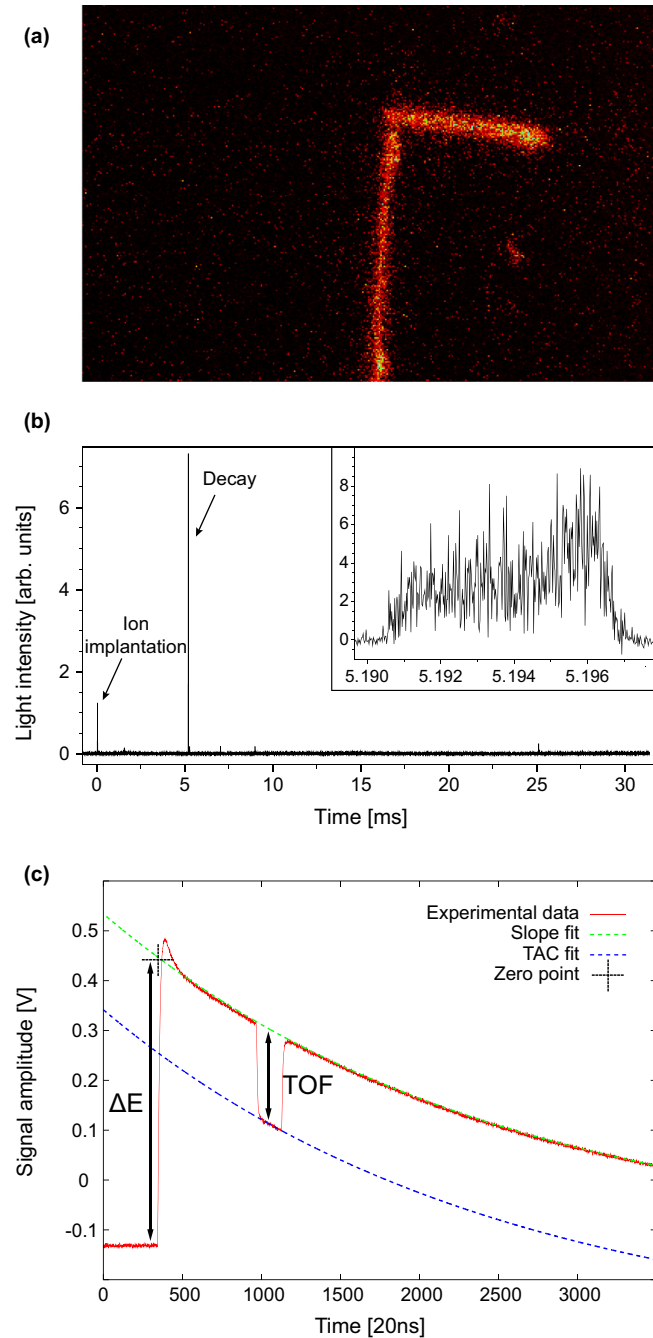 (a)
(b)
Light intensity [arb. units]
6
4
2
0
Decay
Ion
implantation
8
6
4
2
0
5.190 5.192 5.194 5.196
0 5 10 15 20 25 30
Time [ms]
(c)
Signal amplitude [V]
0.5
0.4
0.3
0.2
0.1
0
-0.1
Experimental data
Slope fit
TAC fit
Zero point
ΔE
TOF
0 500 1000 1500 2000 2500 3000
Time [20ns]